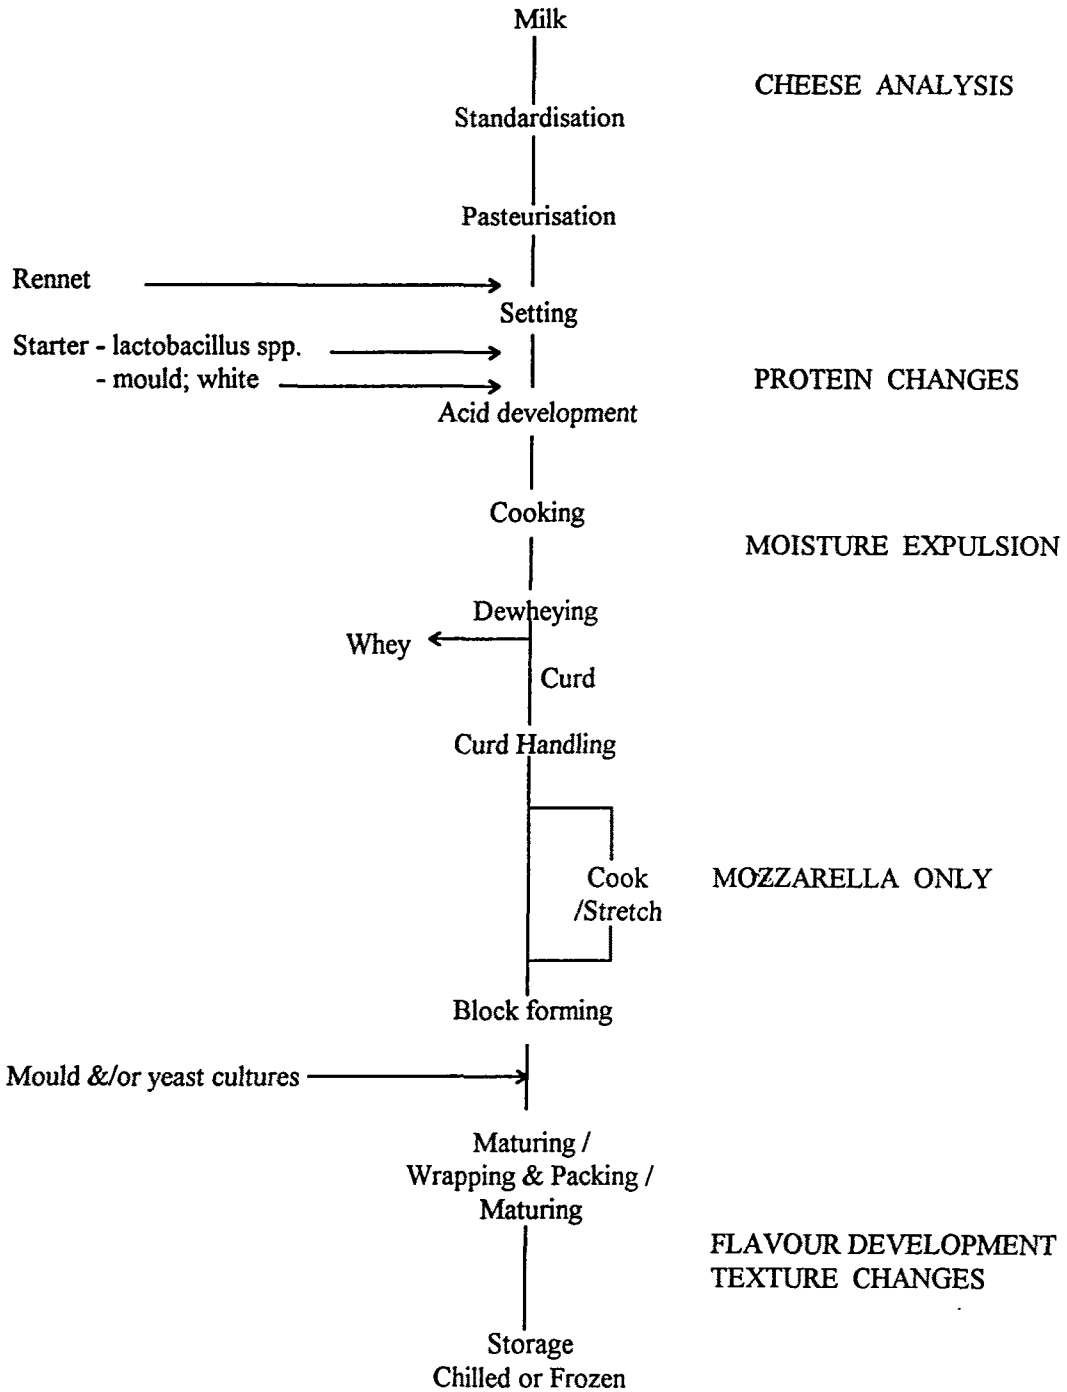 Milk
CHEESE ANALYSIS
Standardisation
Pasteurisation
Rennet
Setting
Starter - lactobacillus spp.
- mould; white
PROTEIN CHANGES
Acid development
Cooking
MOISTURE EXPULSION
Dewheying
Whey
Curd
Curd Handling
Cook
/Stretch
MOZZARELLA ONLY
Block forming
Mould &/or yeast cultures
Maturing /
Wrapping & Packing /
Maturing
FLAVOUR DEVELOPMENT
TEXTURE CHANGES
Storage
Chilled or Frozen